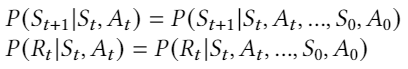 P(S_{t+1}|S_t, A_t) = P(S_{t+1}|S_t, A_t, ..., S_0, A_0)
P(R_t|S_t, A_t) = P(R_t|S_t, A_t, ..., S_0, A_0)